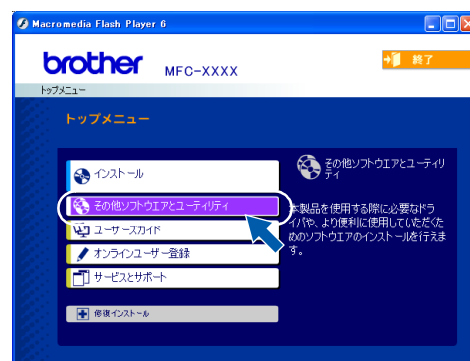 Macromedia Flash Player 6
brother
MFC-XXXX
終了
トップメニュー
トップメニュー
インストール
その他ソフトウエアとユーティリティ
ユーザーズガイド
オンラインユーザー登録
サービスとサポート
修復インストール
その他ソフトウエアとユーティリ
ティ
本製品を使用する際に必要なドラ
イバや、より便利に使用していただくた
めのソフトウエアのインストールを行えま
す。